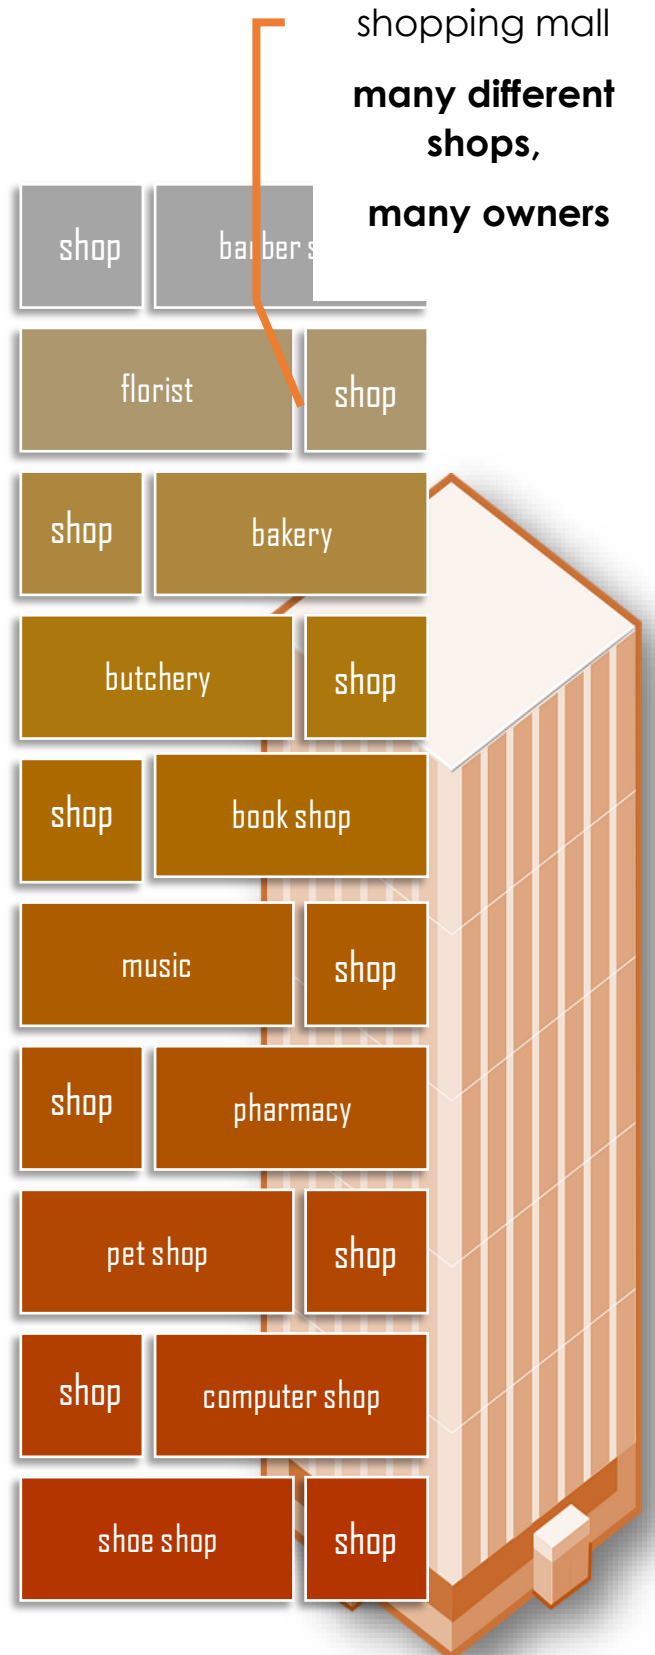 shopping mall
many different
shops,
many owners
shop
barber s
florist
shop
shop
bakery
butchery
shop
shop
book shop
music
shop
shop
pharmacy
pet shop
shop
shop
computer shop
shoe shop
shop